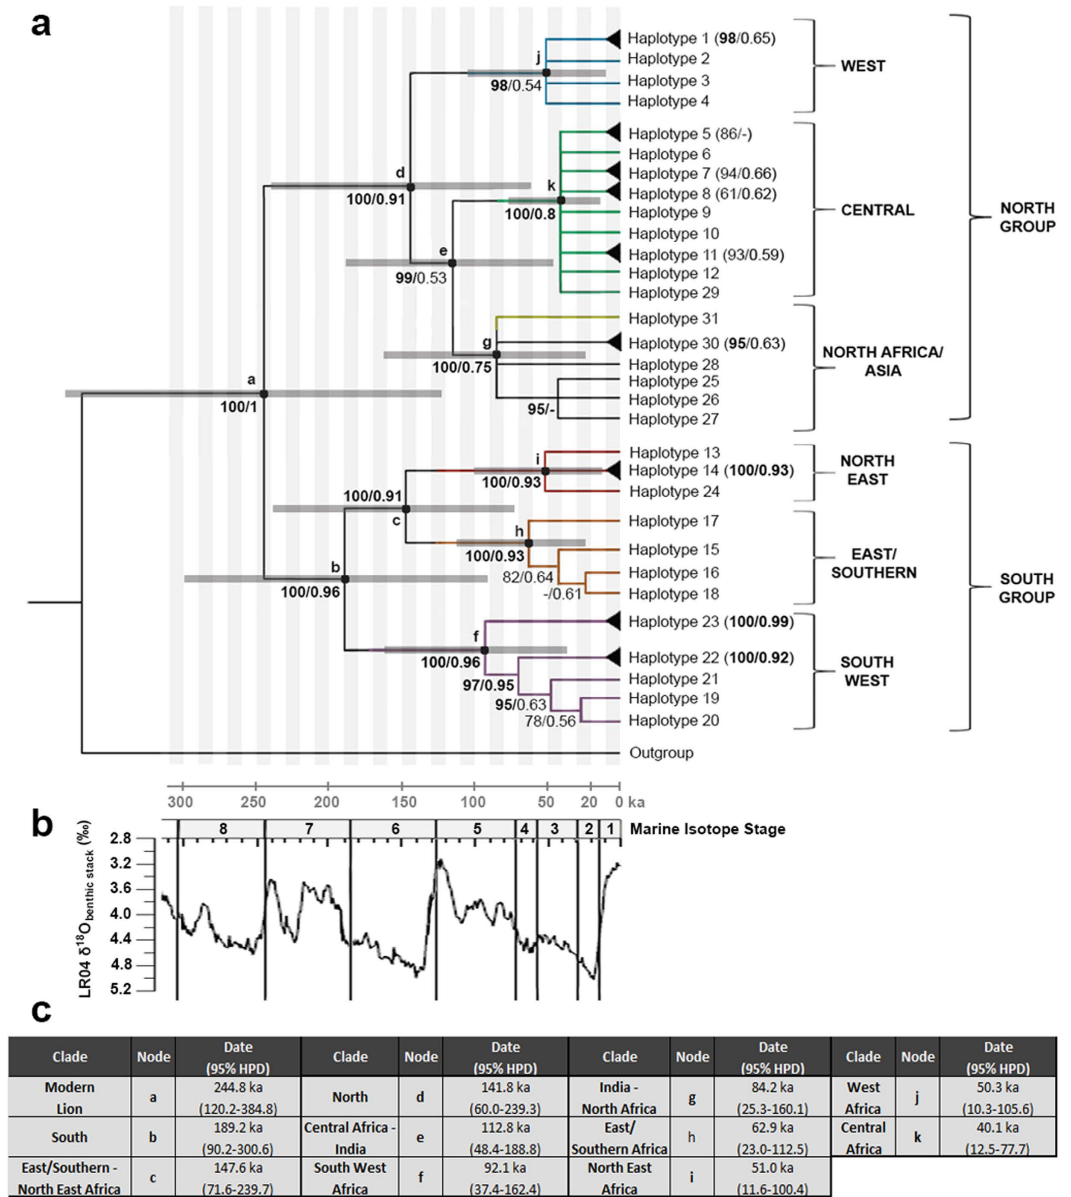 a
Haplotype 1 (98/0.65)
j
Haplotype 2
WEST
98/0.54
Haplotype 3
Haplotype 4
Haplotype 5 (86/-)
Haplotype 6
d
Haplotype 7 (94/0.66)
k
Haplotype 8 (61/0.62)
100/0.91
100/0.8
Haplotype 9
CENTRAL
NORTH
GROUP
Haplotype 10
e
Haplotype 11 (93/0.59)
99/0.53
Haplotype 12
Haplotype 29
Haplotype 31
g
Haplotype 30 (95/0.63)
NORTH AFRICA/
ASIA
100/0.75
Haplotype 28
a
Haplotype 25
Haplotype 26
100/1
95/-
Haplotype 27
Haplotype 13
i
Haplotype 14 (100/0.93)
NORTH
EAST
100/0.93
100/0.91
Haplotype 24
c
Haplotype 17
h
100/0.93
Haplotype 15
EAST/
SOUTHERN
b
82/0.64
Haplotype 16
100/0.96
-/0.61
Haplotype 18
SOUTH
GROUP
Haplotype 23 (100/0.99)
f
100/0.96
Haplotype 22 (100/0.92)
SOUTH
WEST
97/0.95
Haplotype 21
95/0.63
Haplotype 19
78/0.56
Haplotype 20
Outgroup
300 250 200 150 100 50 20 0 ka
b
8 7 6 5 4 3 2 1 Marine Isotope Stage
LR04 δ18Obenthic stack (‰)
2.8
3.2
3.6
4.0
4.4
4.8
5.2
c
Clade Node Date (95% HPD) Clade Node Date (95% HPD) Clade Node Date (95% HPD) Clade Node Date (95% HPD)
Modern Lion a 244.8 ka (120.2-384.8) North d 141.8 ka (60.0-239.3) India - North Africa g 84.2 ka (25.3-160.1) West Africa j 50.3 ka (10.3-105.6)
South b 189.2 ka (90.2-300.6) Central Africa - India e 112.8 ka (48.4-188.8) East/ Southern Africa h 62.9 ka (23.0-112.5) Central Africa k 40.1 ka (12.5-77.7)
East/Southern - North East Africa c 147.6 ka (71.6-239.7) South West Africa f 92.1 ka (37.4-162.4) North East Africa i 51.0 ka (11.6-100.4)